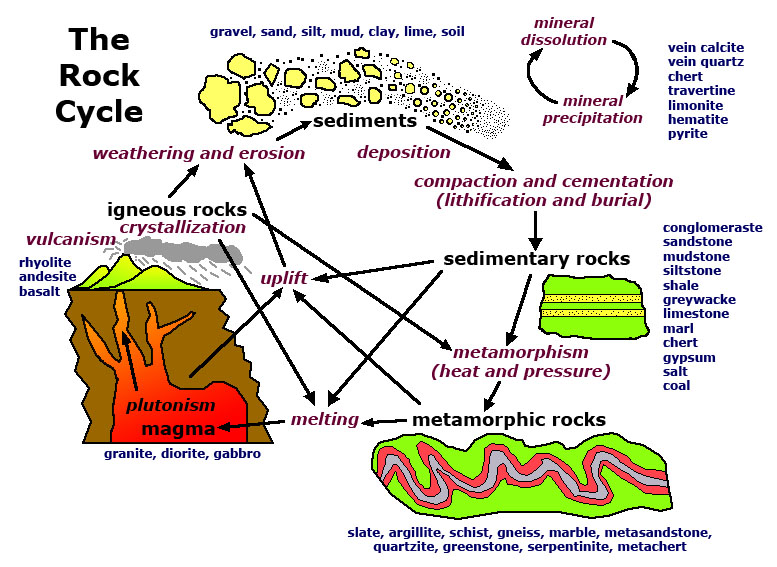 The
Rock
Cycle
gravel, sand, silt, mud, clay, lime, soil
mineral
dissolution
mineral
precipitation
vein calcite
vein quartz
chert
travertine
limonite
hematite
pyrite
sediments
weathering and erosion
deposition
compaction and cementation
(lithification and burial)
igneous rocks
crystallization
vulcanism
rhyolite
andesite
basalt
uplift
sedimentary rocks
conglomeraste
sandstone
mudstone
siltstone
shale
greywacke
limestone
marl
chert
gypsum
salt
coal
metamorphism
(heat and pressure)
plutonism
magma
melting
metamorphic rocks
granite, diorite, gabbro
slate, argillite, schist, gneiss, marble, metasandstone,
quartzite, greenstone, serpentinite, metachert